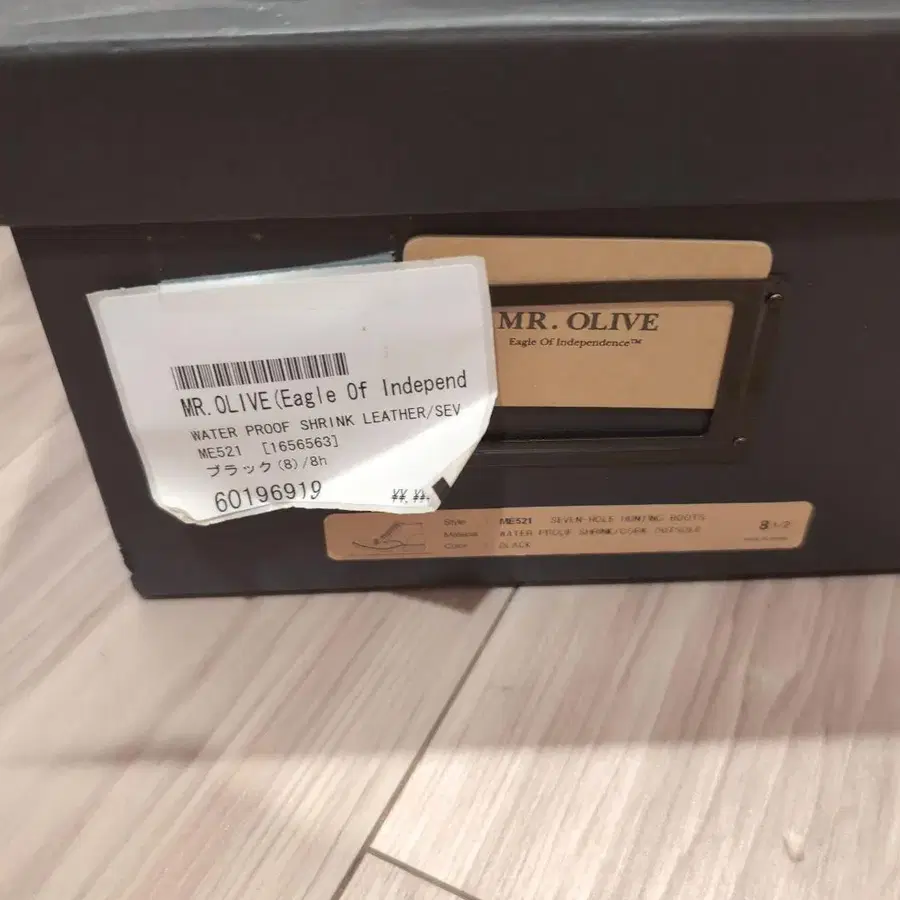 MR.OLIVE(Eagle Of Independ
WATER PROOF SHRINK LEATHER/SEV
ME521 [1656563]
ブラック(8)/8h
60196919 ¥¥,¥¥.
MR. OLIVE
Eagle Of Independence™
Style : ME521 SEVEN-HOLE HUNTING BOOTS
Material : WATER PROOF SHRINK/CORK OUTSOLE
Color : BLACK
8 1/2